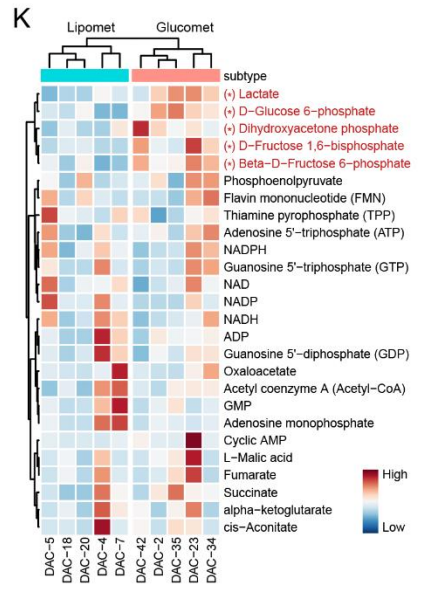 K
Lipomet Glucomet
subtype
(*) Lactate
(*) D−Glucose 6−phosphate
(*) Dihydroxyacetone phosphate
(*) D−Fructose 1,6−bisphosphate
(*) Beta−D−Fructose 6−phosphate
Phosphoenolpyruvate
Flavin mononucleotide (FMN)
Thiamine pyrophosphate (TPP)
Adenosine 5'−triphosphate (ATP)
NADPH
Guanosine 5'−triphosphate (GTP)
NAD
NADP
NADH
ADP
Guanosine 5'−diphosphate (GDP)
Oxaloacetate
Acetyl coenzyme A (Acetyl−CoA)
GMP
Adenosine monophosphate
Cyclic AMP
L−Malic acid
Fumarate
Succinate
alpha−ketoglutarate
cis−Aconitate
High
Low
DAC−5
DAC−18
DAC−20
DAC−4
DAC−7
DAC−42
DAC−2
DAC−35
DAC−23
DAC−34